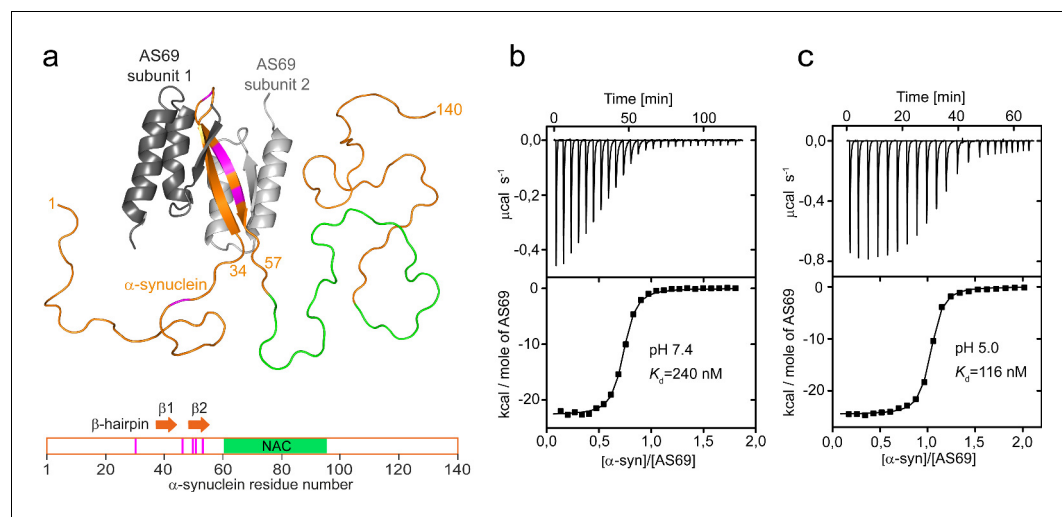 a
AS69
subunit 1
AS69
subunit 2
140
1
34
57
α-synuclein
β-hairpin
β1
β2
NAC
1
20
40
60
80
100
120
140
α-synuclein residue number
b
Time [min]
0
50
100
0,0
-0,2
-0,4
µcal s⁻¹
0
-10
-20
kcal / mole of AS69
pH 7.4
Kd=240 nM
0,0
0,5
1,0
1,5
2,0
[α-syn]/[AS69]
c
Time [min]
0
10
20
30
40
50
60
0,0
-0,4
-0,8
µcal s⁻¹
0
-10
-20
kcal / mole of AS69
pH 5.0
Kd=116 nM
0,0
0,5
1,0
1,5
2,0
[α-syn]/[AS69]